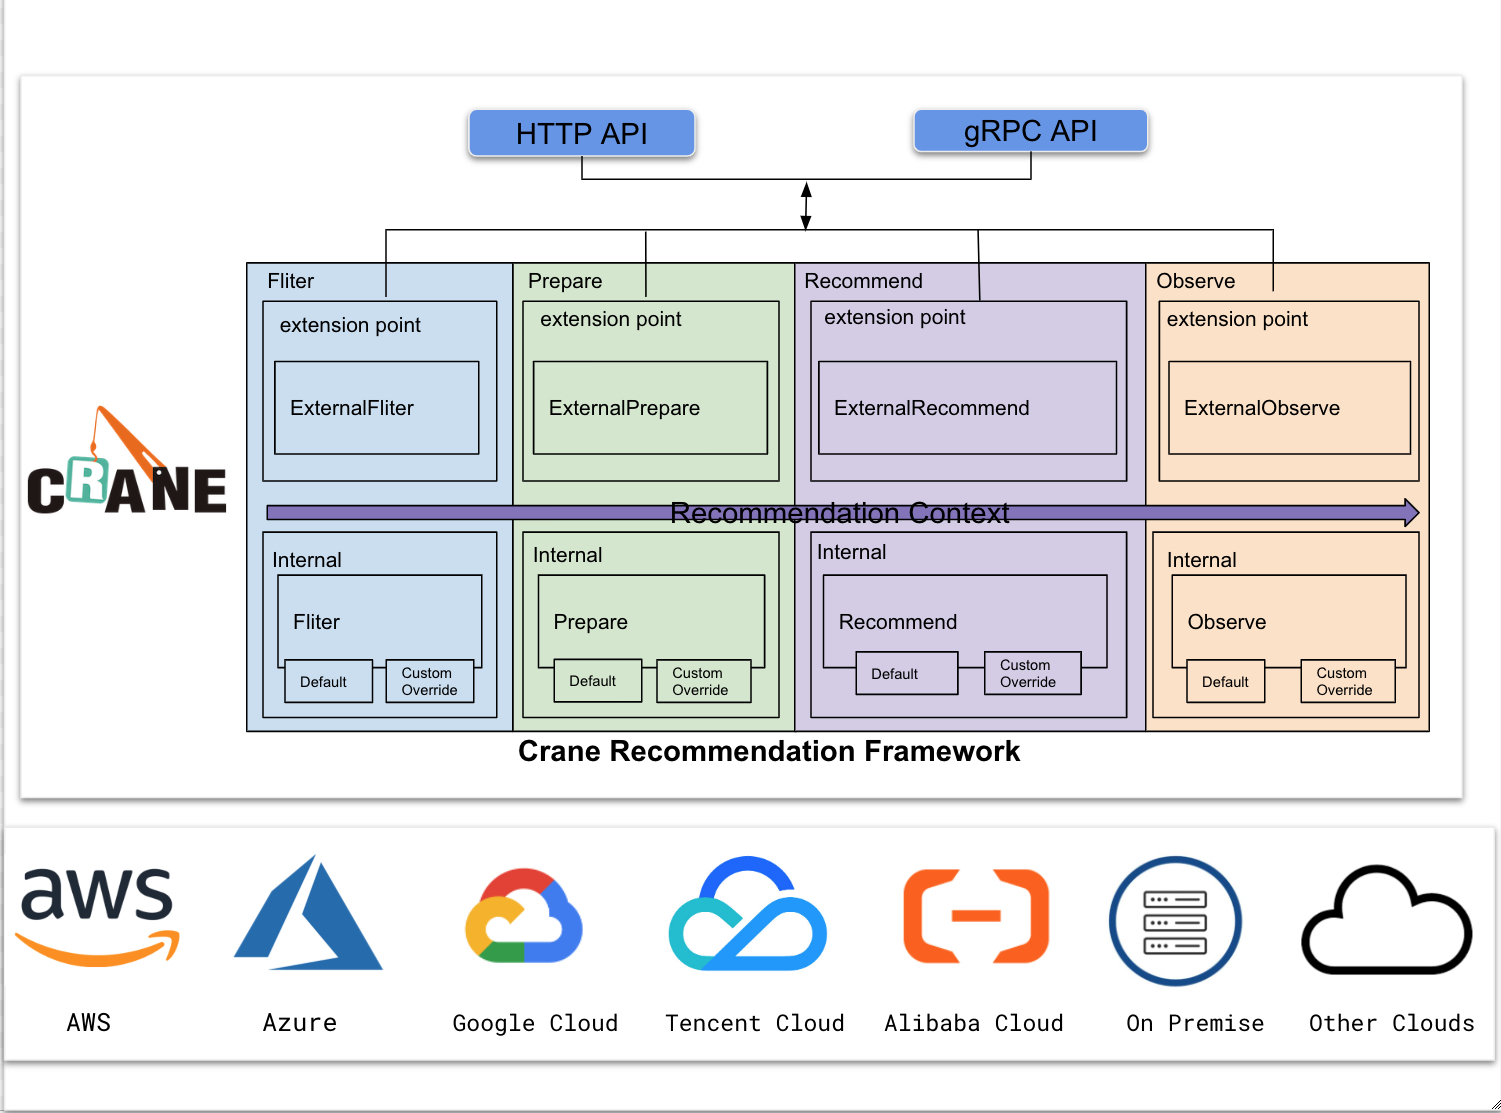 HTTP API
gRPC API
Fliter
Prepare
Recommend
Observe
extension point
extension point
extension point
extension point
ExternalFliter
ExternalPrepare
ExternalRecommend
ExternalObserve
CRANE
Recommendation Context
Internal
Internal
Internal
Internal
Fliter
Prepare
Recommend
Observe
Default
Custom
Override
Default
Custom
Override
Default
Custom
Override
Default
Custom
Override
Crane Recommendation Framework
aws
AWS
Azure
Google Cloud
Tencent Cloud
Alibaba Cloud
On Premise
Other Clouds